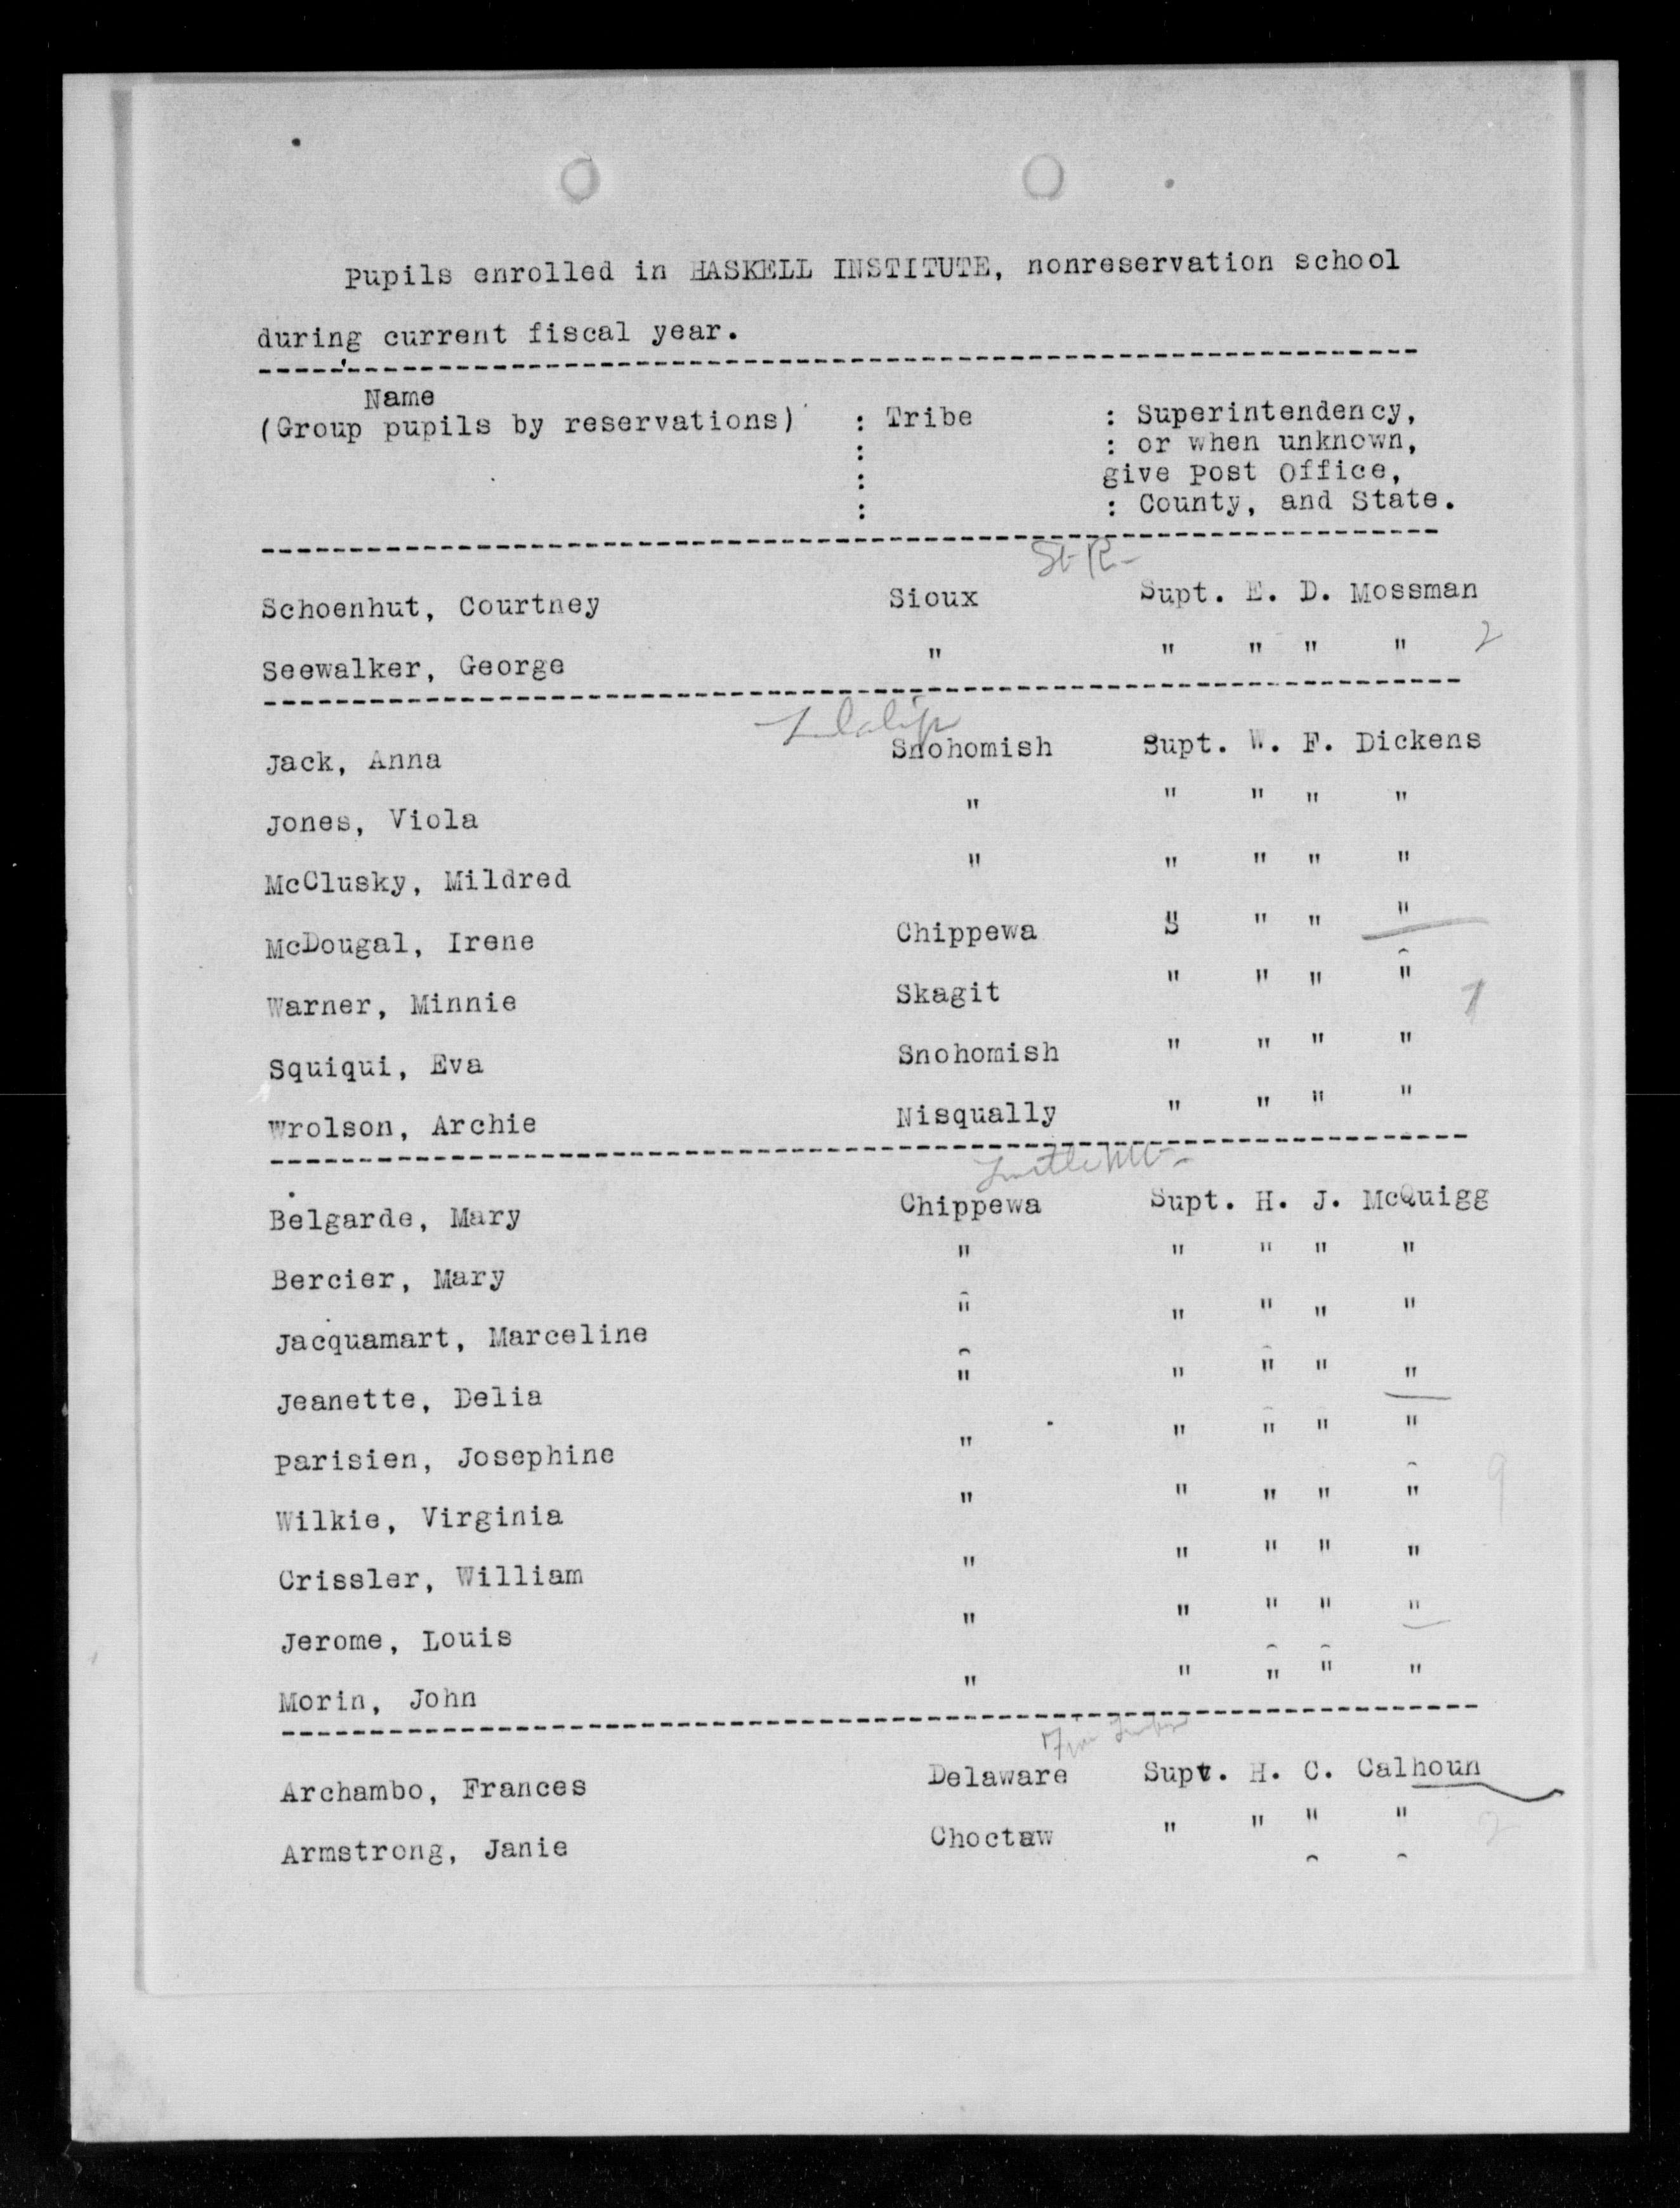 Pupils enrolled in HASKELL INSTITUTE, nonreservation school
during current fiscal year.
Name
(Group pupils by reservations) : Tribe : Superintendency,
: : or when unknown,
: give Post Office,
: : County, and State.
St R-
Schoenhut, Courtney Sioux Supt. E. D. Mossman
Seewalker, George " " " " " 2
Tulalip
Jack, Anna Snohomish Supt. W. F. Dickens
Jones, Viola " " " " "
McClusky, Mildred " " " " "
McDougal, Irene Chippewa " " " "
Warner, Minnie Skagit " " " " 7
Squiqui, Eva Snohomish " " " "
Wrolson, Archie Nisqually " " " "
Turtle Mt-
Belgarde, Mary Chippewa Supt. H. J. McQuigg
Bercier, Mary " " " " "
Jacquamart, Marceline " " " " "
Jeanette, Delia " " " " "
Parisien, Josephine " " " " "
Wilkie, Virginia " " " " " 9
Crissler, William " " " " "
Jerome, Louis " " " " "
Morin, John " " " " "
Five Tribes
Archambo, Frances Delaware Supt. H. C. Calhoun
Armstrong, Janie Choctaw " " " " 2